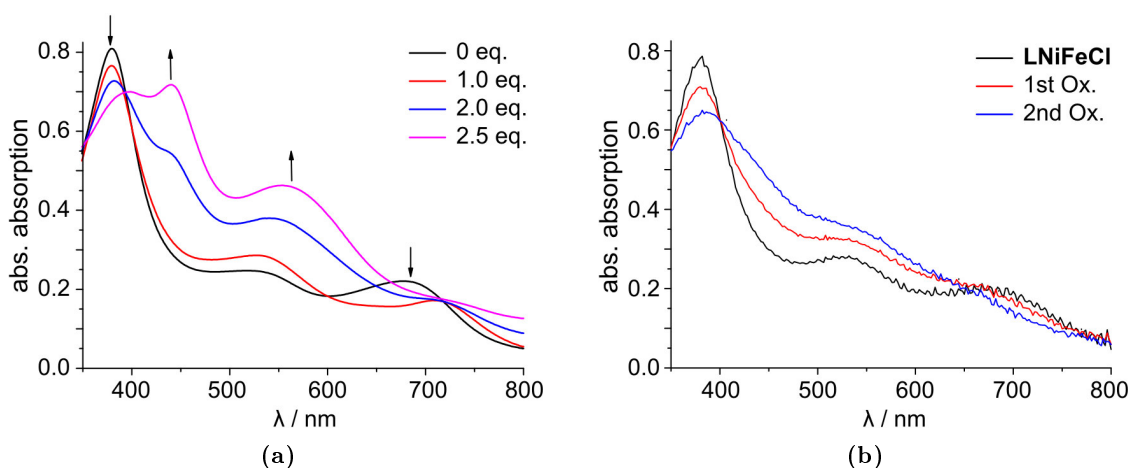 0 eq.
1.0 eq.
2.0 eq.
2.5 eq.
abs. absorption
0.8
0.6
0.4
0.2
0.0
400 500 600 700 800
λ / nm
(a)
LNiFeCl
1st Ox.
2nd Ox.
abs. absorption
0.8
0.6
0.4
0.2
0.0
400 500 600 700 800
λ / nm
(b)